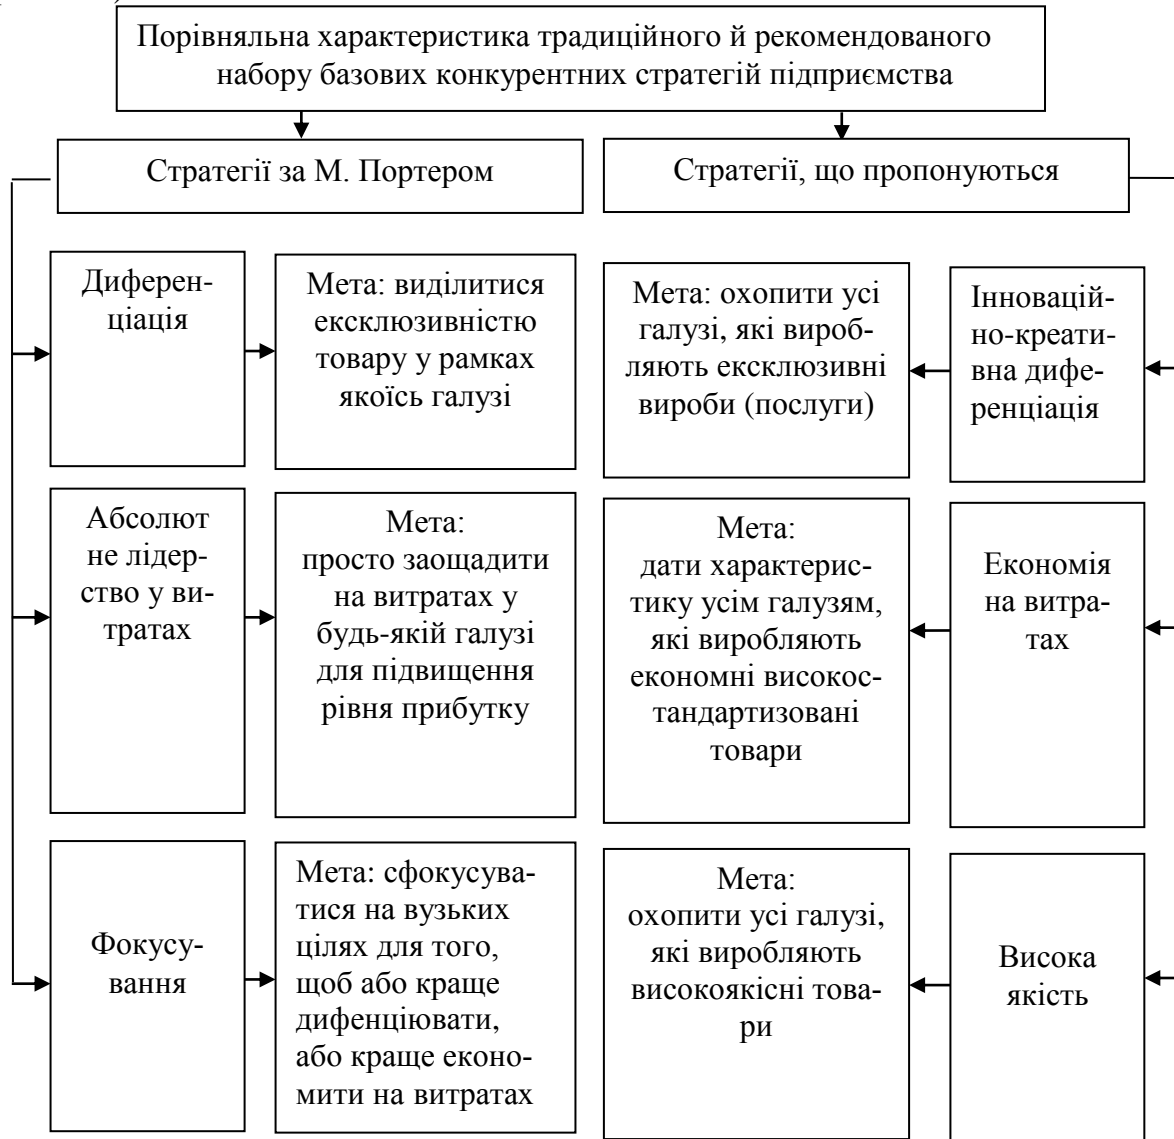 Порівняльна характеристика традиційного й рекомендованого
набору базових конкурентних стратегій підприємства
Стратегії за М. Портером
Стратегії, що пропонуються
Диферен-
ціація
Мета: виділитися
ексклюзивністю
товару у рамках
якоїсь галузі
Мета: охопити усі
галузі, які вироб-
ляють ексклюзивні
вироби (послуги)
Інновацій-
но-креати-
вна дифе-
ренціація
Абсолют
не лідер-
ство у ви-
тратах
Мета:
просто заощадити
на витратах у
будь-якій галузі
для підвищення
рівня прибутку
Мета:
дати характерис-
тику усім галузям,
які виробляють
економні високос-
тандартизовані
товари
Економія
на витра-
тах
Фокусу-
вання
Мета: сфокусува-
тися на вузьких
цілях для того,
щоб або краще
дифенціювати,
або краще еконо-
мити на витратах
Мета:
охопити усі галузі,
які виробляють
високоякісні това-
ри
Висока
якість